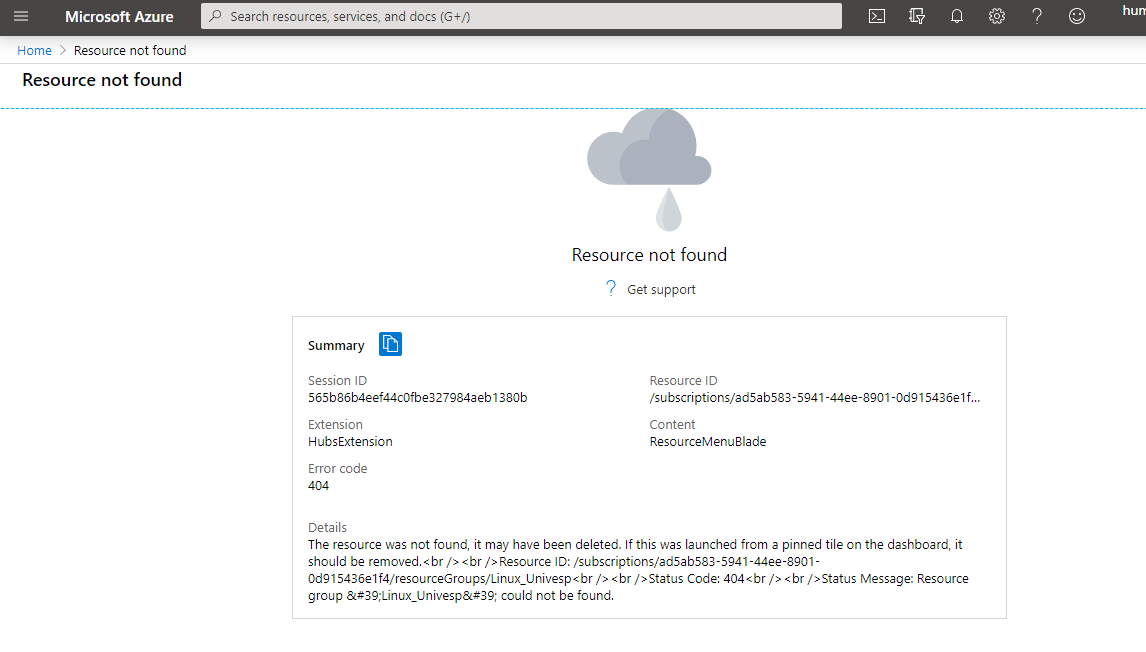 Microsoft Azure
Search resources, services, and docs (G+/)
hum
Home > Resource not found
Resource not found
Resource not found
? Get support
Summary
Session ID
565b86b4eef44c0fbe327984aeb1380b
Resource ID
/subscriptions/ad5ab583-5941-44ee-8901-0d915436e1f...
Extension
HubsExtension
Content
ResourceMenuBlade
Error code
404
Details
The resource was not found, it may have been deleted. If this was launched from a pinned tile on the dashboard, it
should be removed.<br /><br />Resource ID: /subscriptions/ad5ab583-5941-44ee-8901-
0d915436e1f4/resourceGroups/Linux_Univesp<br /><br />Status Code: 404<br /><br />Status Message: Resource
group &#39;Linux_Univesp&#39; could not be found.